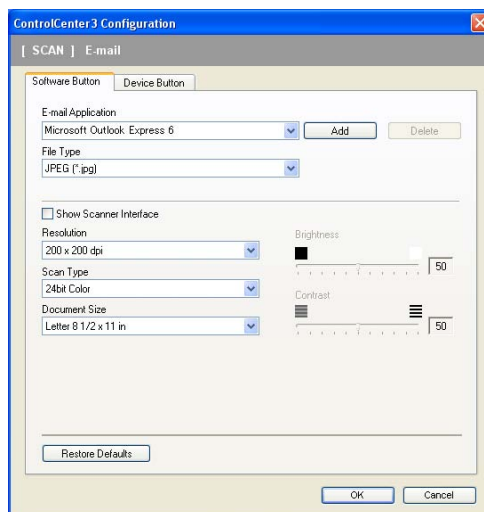 ControlCenter3 Configuration
[ SCAN ] E-mail
Software Button Device Button
E-mail Application
Microsoft Outlook Express 6 Add Delete
File Type
JPEG (*.jpg)
Show Scanner Interface
Resolution Brightness
200 x 200 dpi 50
Scan Type
24bit Color Contrast
Document Size
Letter 8 1/2 x 11 in 50
Restore Defaults
OK Cancel